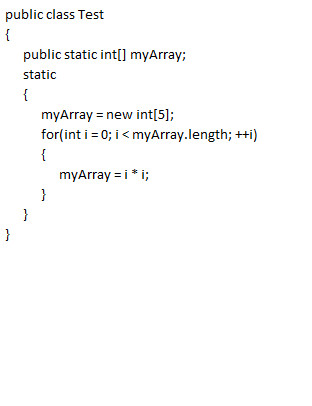 public class Test
{
public static int[] myArray;
static
{
myArray = new int[5];
for(int i = 0; i < myArray.length; ++i)
{
myArray = i * i;
}
}
}